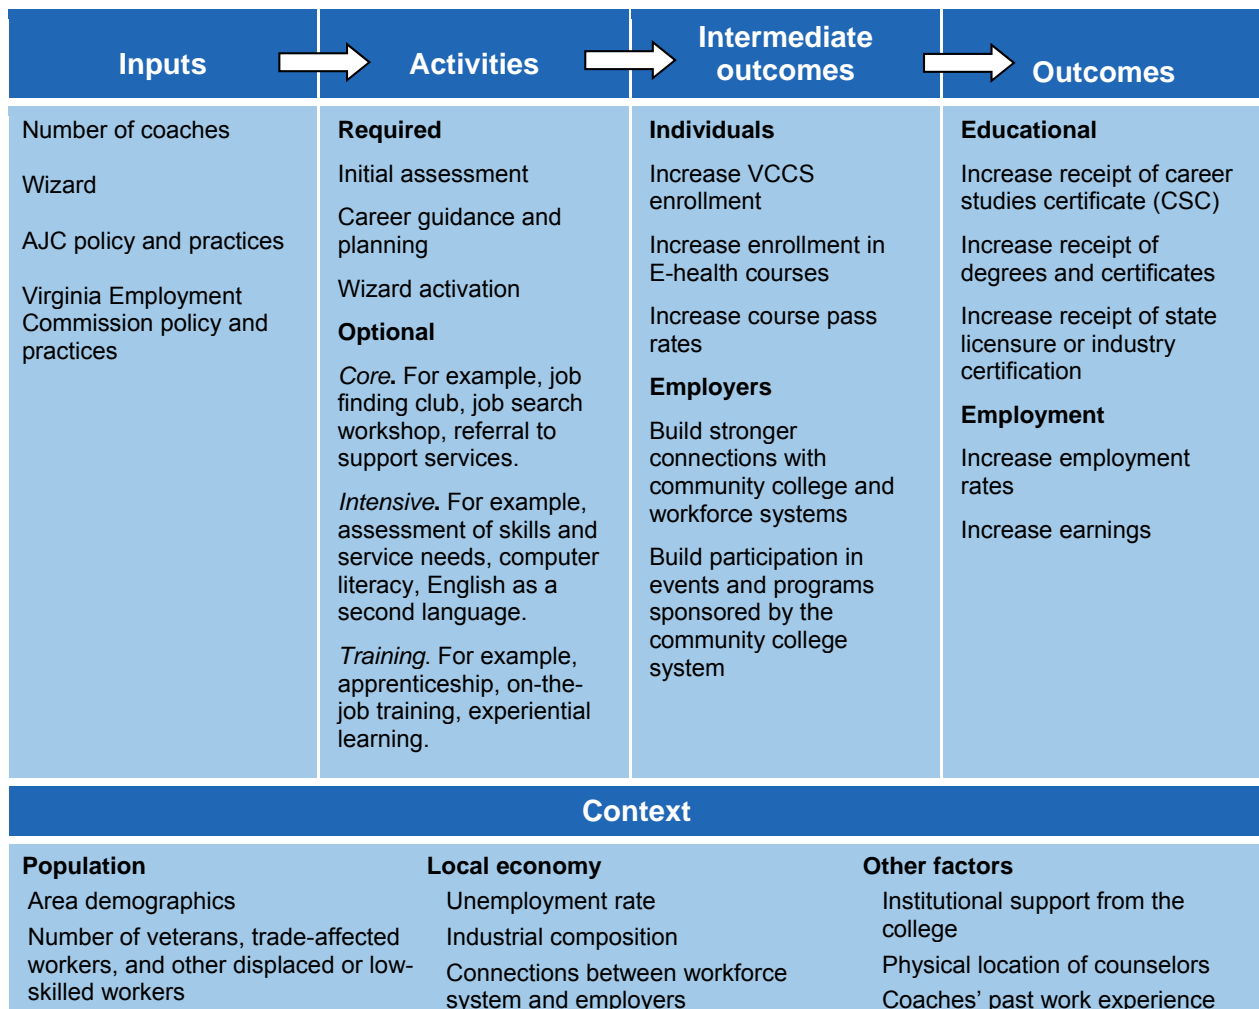 Inputs
Activities
Intermediate
outcomes
Outcomes
Number of coaches
Wizard
AJC policy and practices
Virginia Employment
Commission policy and
practices
Required
Initial assessment
Career guidance and
planning
Wizard activation
Optional
Core. For example, job
finding club, job search
workshop, referral to
support services.
Intensive. For example,
assessment of skills and
service needs, computer
literacy, English as a
second language.
Training. For example,
apprenticeship, on-the-
job training, experiential
learning.
Individuals
Increase VCCS
enrollment
Increase enrollment in
E-health courses
Increase course pass
rates
Employers
Build stronger
connections with
community college and
workforce systems
Build participation in
events and programs
sponsored by the
community college
system
Educational
Increase receipt of career
studies certificate (CSC)
Increase receipt of
degrees and certificates
Increase receipt of state
licensure or industry
certification
Employment
Increase employment
rates
Increase earnings
Context
Population
Area demographics
Number of veterans, trade-affected
workers, and other displaced or low-
skilled workers
Local economy
Unemployment rate
Industrial composition
Connections between workforce
system and employers
Other factors
Institutional support from the
college
Physical location of counselors
Coaches’ past work experience